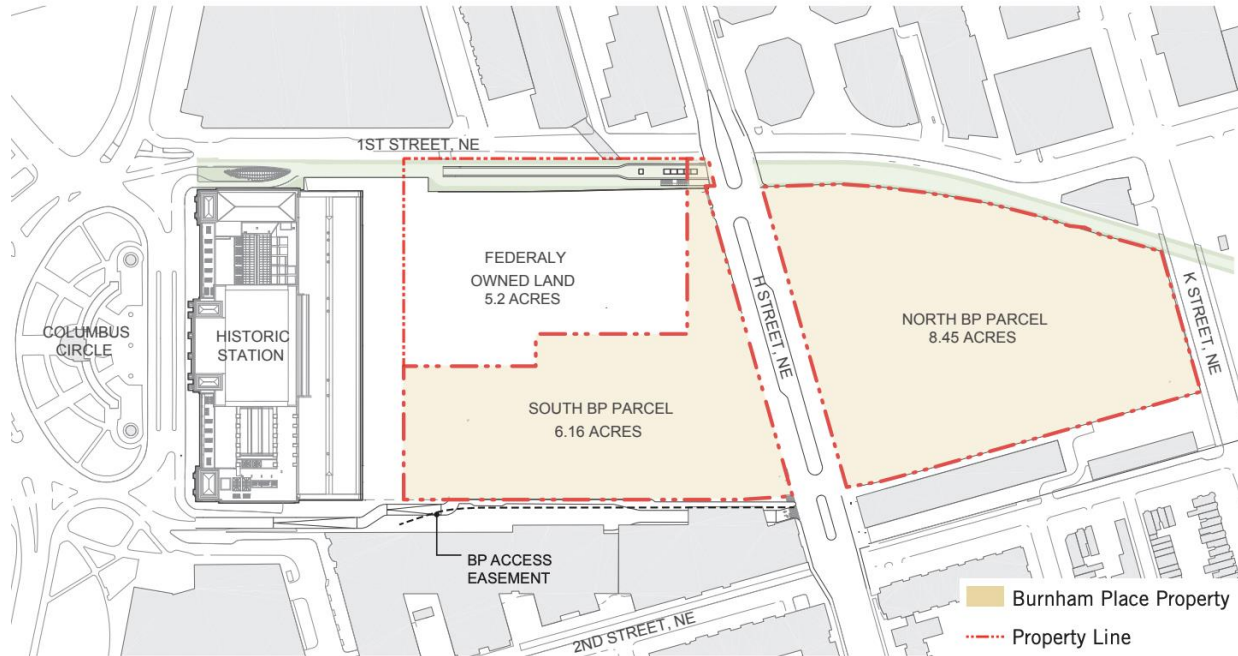 1ST STREET, NE
FEDERALY
OWNED LAND
5.2 ACRES
COLUMBUS
CIRCLE
HISTORIC
STATION
H STREET, NE
NORTH BP PARCEL
8.45 ACRES
K STREET, NE
SOUTH BP PARCEL
6.16 ACRES
BP ACCESS
EASEMENT
2ND STREET, NE
Burnham Place Property
Property Line